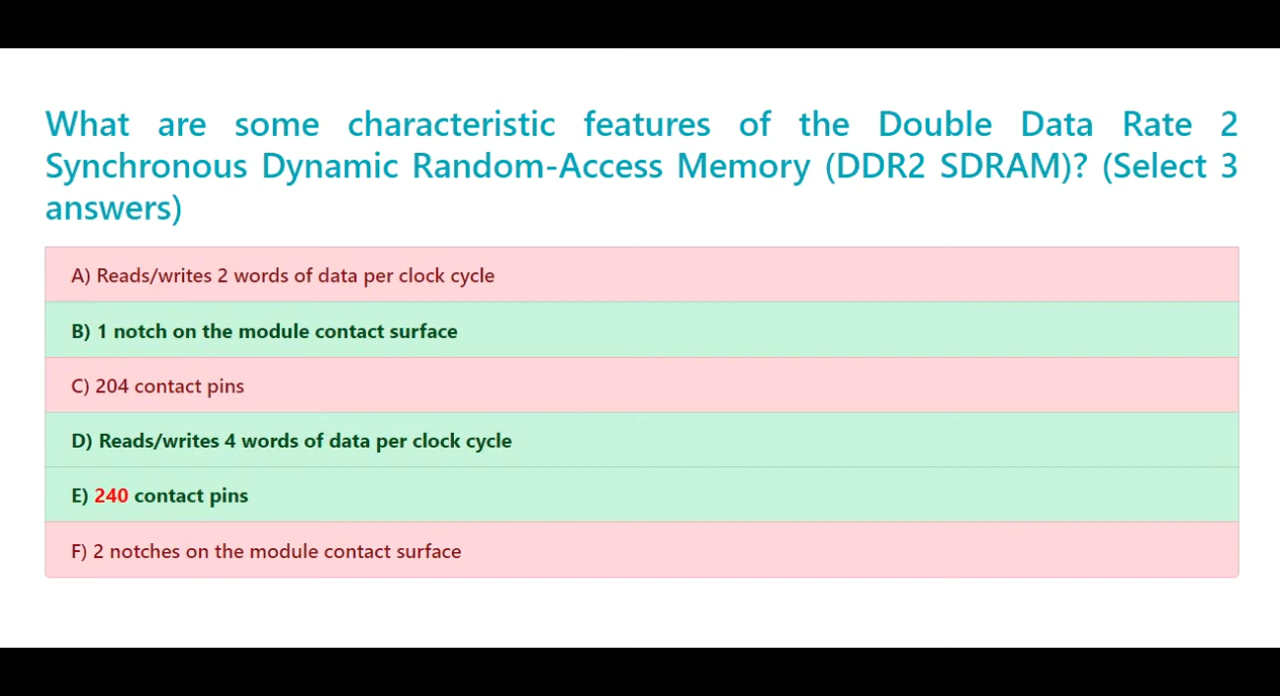 What are some characteristic features of the Double Data Rate 2
Synchronous Dynamic Random-Access Memory (DDR2 SDRAM)? (Select 3
answers)
A) Reads/writes 2 words of data per clock cycle
B) 1 notch on the module contact surface
C) 204 contact pins
D) Reads/writes 4 words of data per clock cycle
E) 240 contact pins
F) 2 notches on the module contact surface